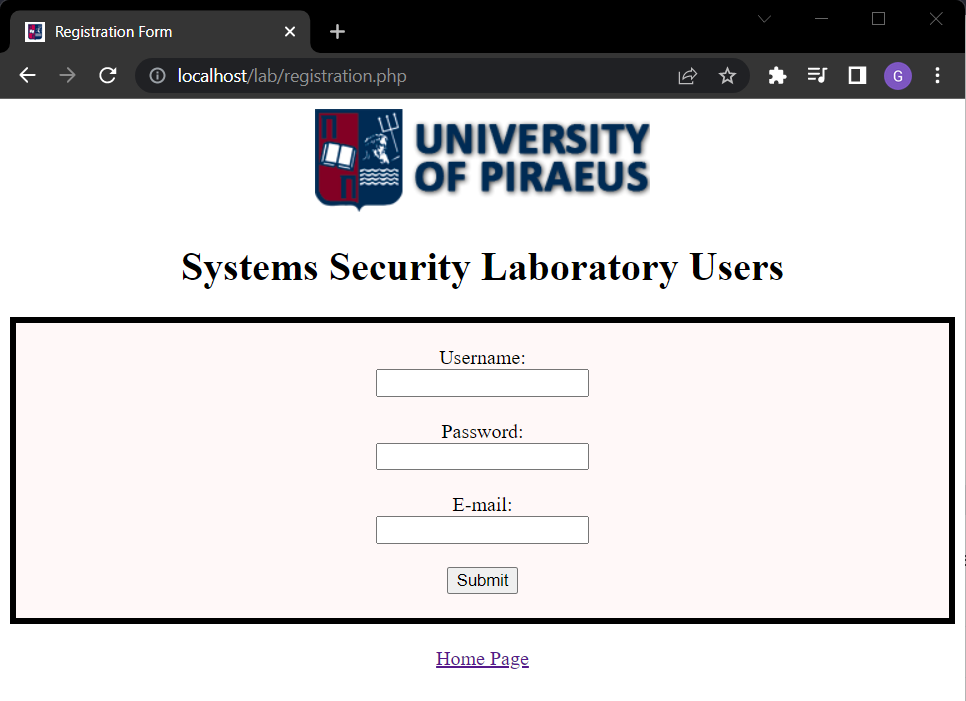 Registration Form
localhost/lab/registration.php
G
UNIVERSITY
OF PIRAEUS
Systems Security Laboratory Users
Username:
Password:
E-mail:
Submit
Home Page